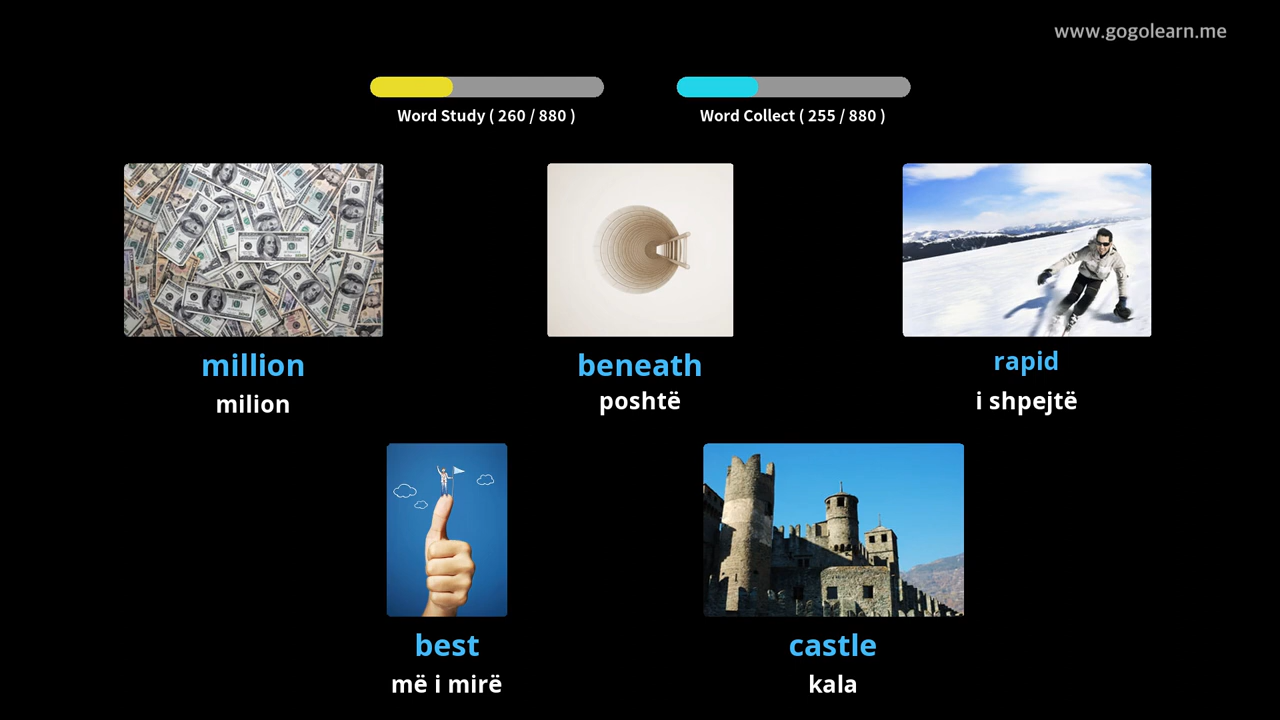 www.gogolearn.me
Word Study ( 260 / 880 )
Word Collect ( 255 / 880 )
million
milion
beneath
poshtë
rapid
i shpejtë
best
më i mirë
castle
kala